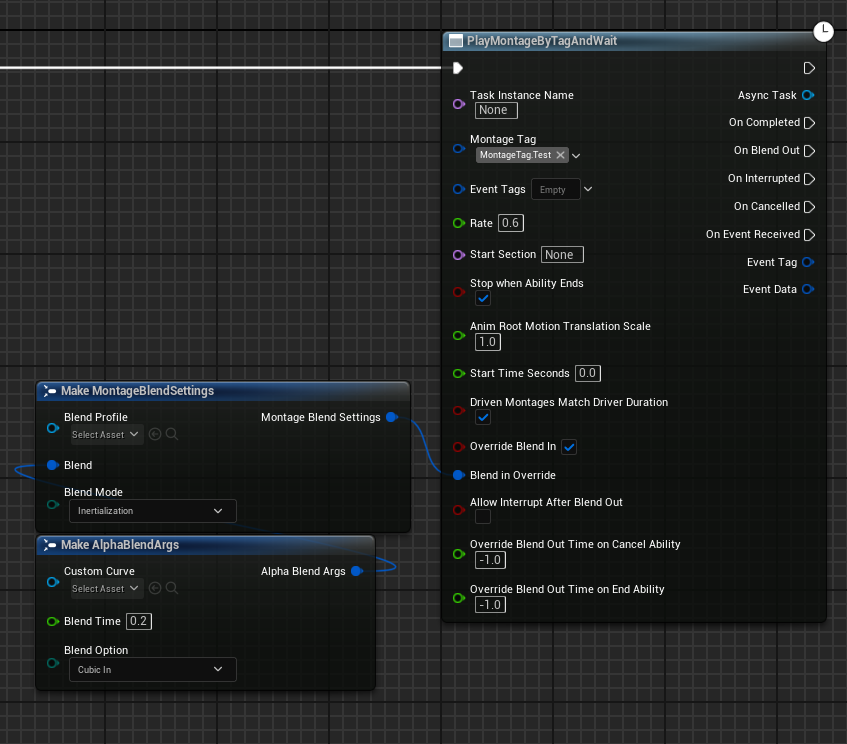 PlayMontageByTagAndWait
Task Instance Name
None
Async Task
On Completed
Montage Tag
MontageTag.Test
On Blend Out
On Interrupted
Event Tags Empty
On Cancelled
Rate 0.6
On Event Received
Start Section None
Event Tag
Stop when Ability Ends
Event Data
Anim Root Motion Translation Scale
1.0
Start Time Seconds 0.0
Driven Montages Match Driver Duration
Override Blend In
Blend in Override
Allow Interrupt After Blend Out
Override Blend Out Time on Cancel Ability
-1.0
Override Blend Out Time on End Ability
-1.0
Make MontageBlendSettings
Blend Profile
Montage Blend Settings
Select Asset
Blend
Blend Mode
Inertialization
Make AlphaBlendArgs
Custom Curve
Alpha Blend Args
Select Asset
Blend Time 0.2
Blend Option
Cubic In